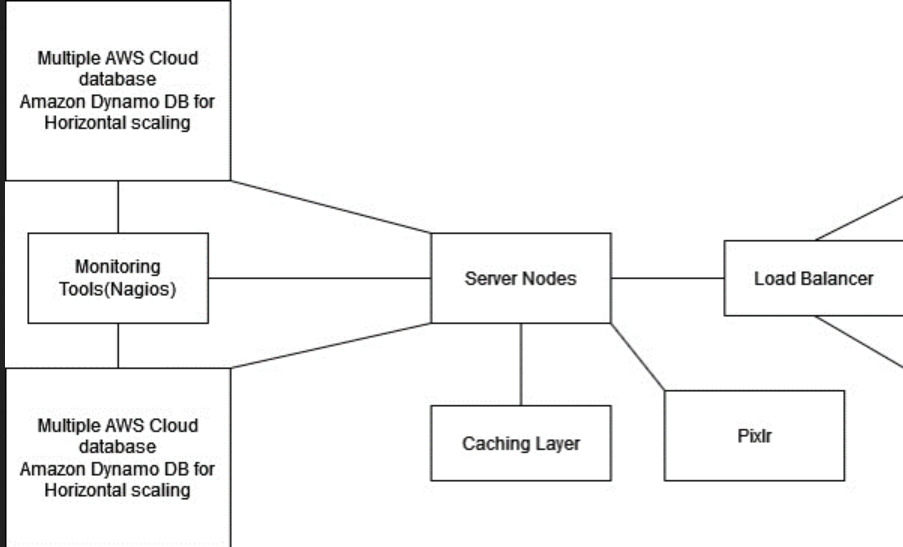 Multiple AWS Cloud
database
Amazon Dynamo DB for
Horizontal scaling
Monitoring
Tools(Nagios)
Server Nodes
Load Balancer
Caching Layer
Pixlr
Multiple AWS Cloud
database
Amazon Dynamo DB for
Horizontal scaling